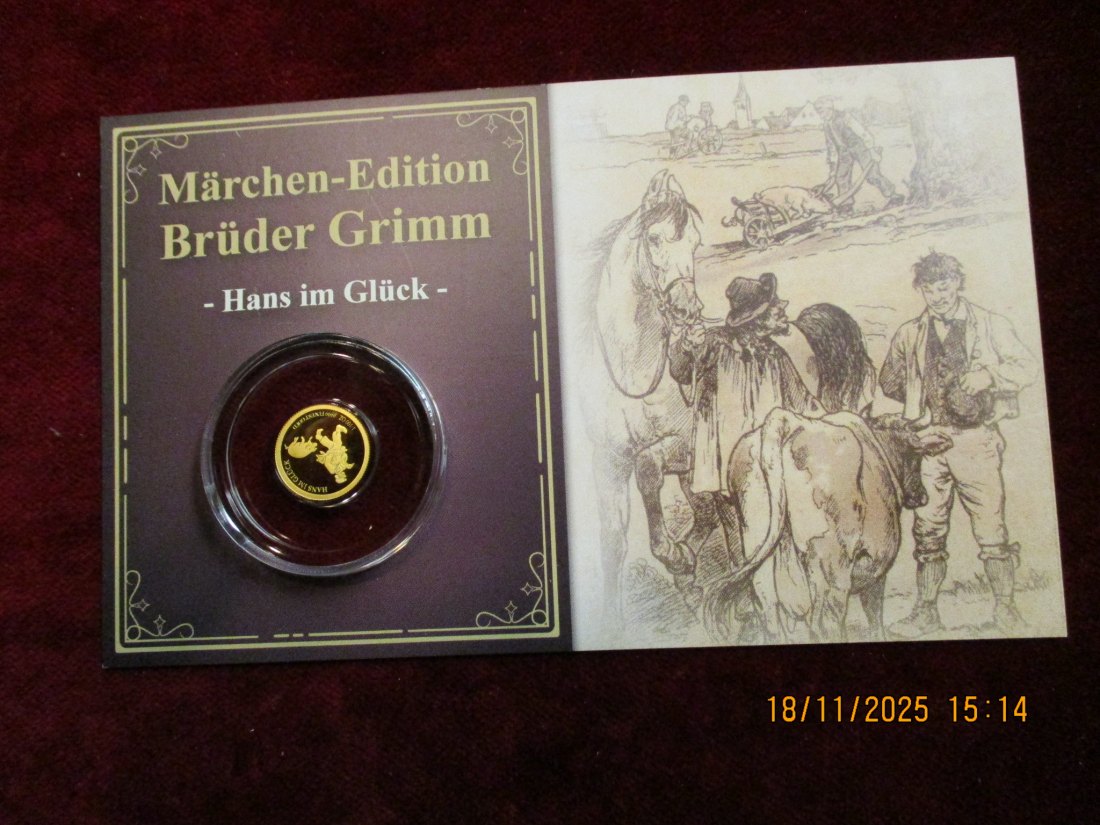 Märchen-Edition
Brüder Grimm
- Hans im Glück -
HANS IM GLÜCK
18/11/2025 15:14